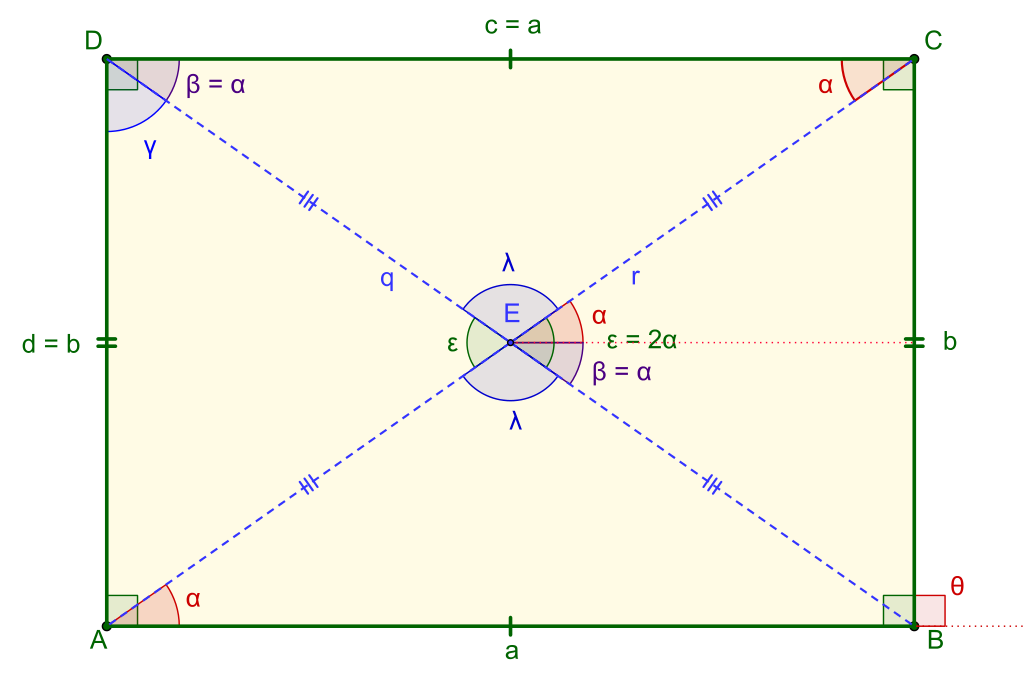 c = a
D
C
β = α
α
γ
λ
q
r
E
α
d = b
ε
ε = 2α
b
β = α
λ
θ
α
A
B
a